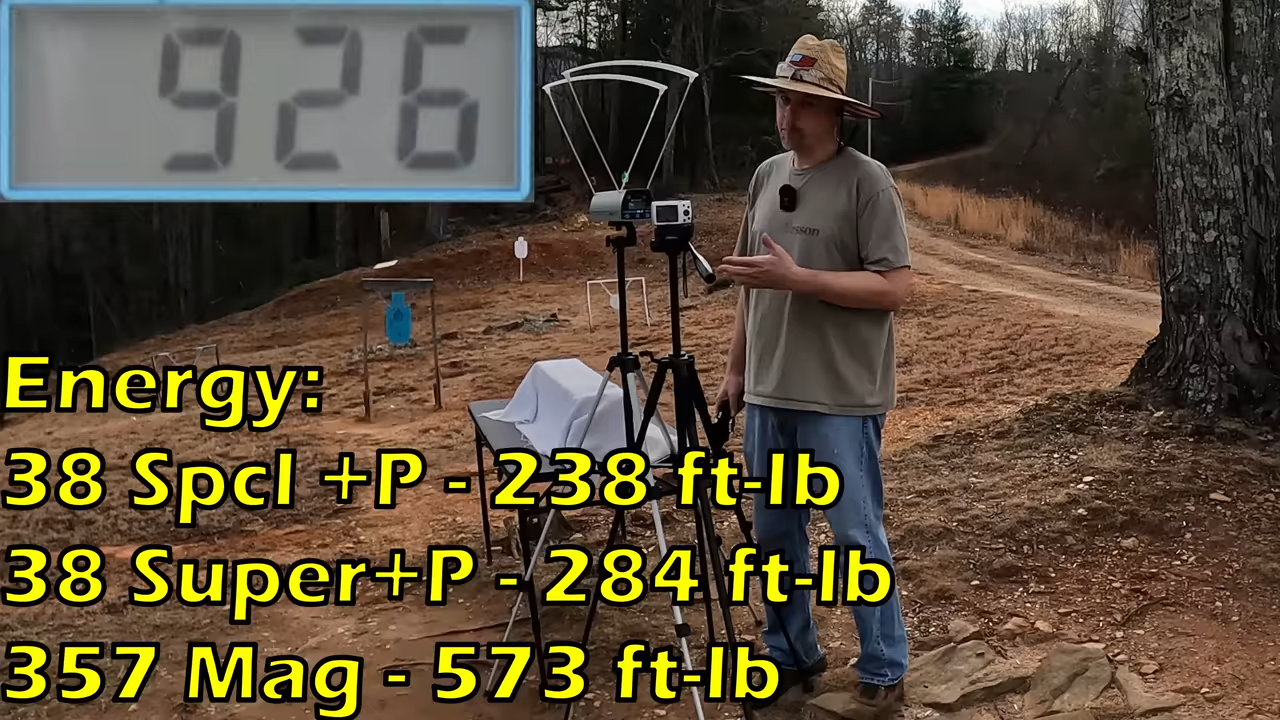 926
Energy:
38 Spcl +P - 238 ft-lb
38 Super+P - 284 ft-lb
357 Mag - 573 ft-lb